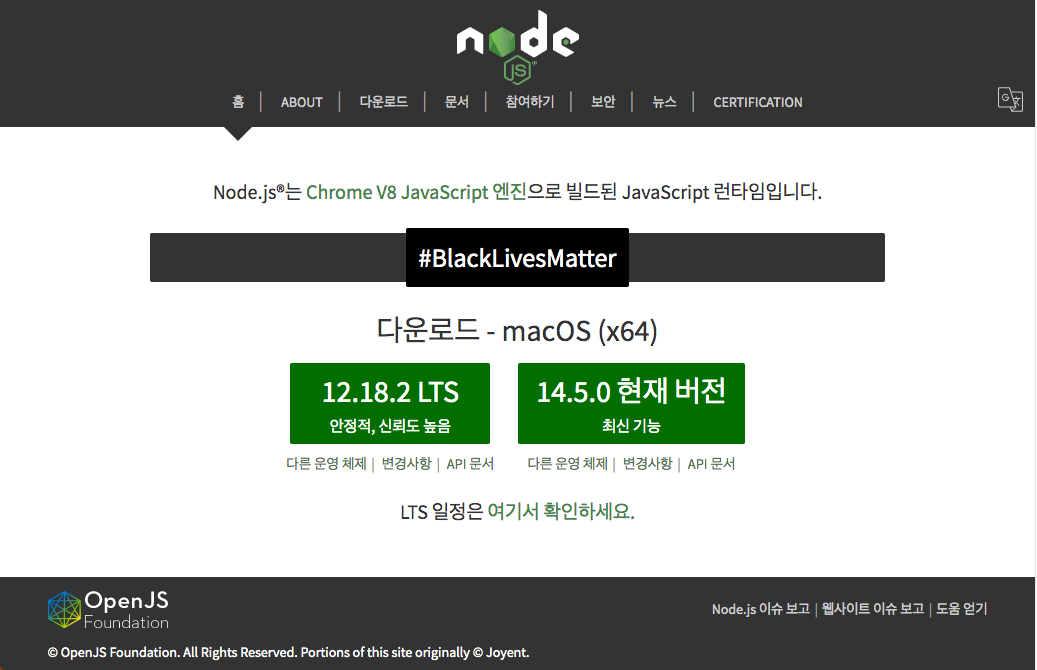 node
JS
홈 | ABOUT | 다운로드 | 문서 | 참여하기 | 보안 | 뉴스 | CERTIFICATION
Node.js®는 Chrome V8 JavaScript 엔진으로 빌드된 JavaScript 런타임입니다.
#BlackLivesMatter
다운로드 - macOS (x64)
12.18.2 LTS
안정적, 신뢰도 높음
14.5.0 현재 버전
최신 기능
다른 운영 체제 | 변경사항 | API 문서
다른 운영 체제 | 변경사항 | API 문서
LTS 일정은 여기서 확인하세요.
OpenJS
Foundation
Node.js 이슈 보고 | 웹사이트 이슈 보고 | 도움 얻기
© OpenJS Foundation. All Rights Reserved. Portions of this site originally © Joyent.